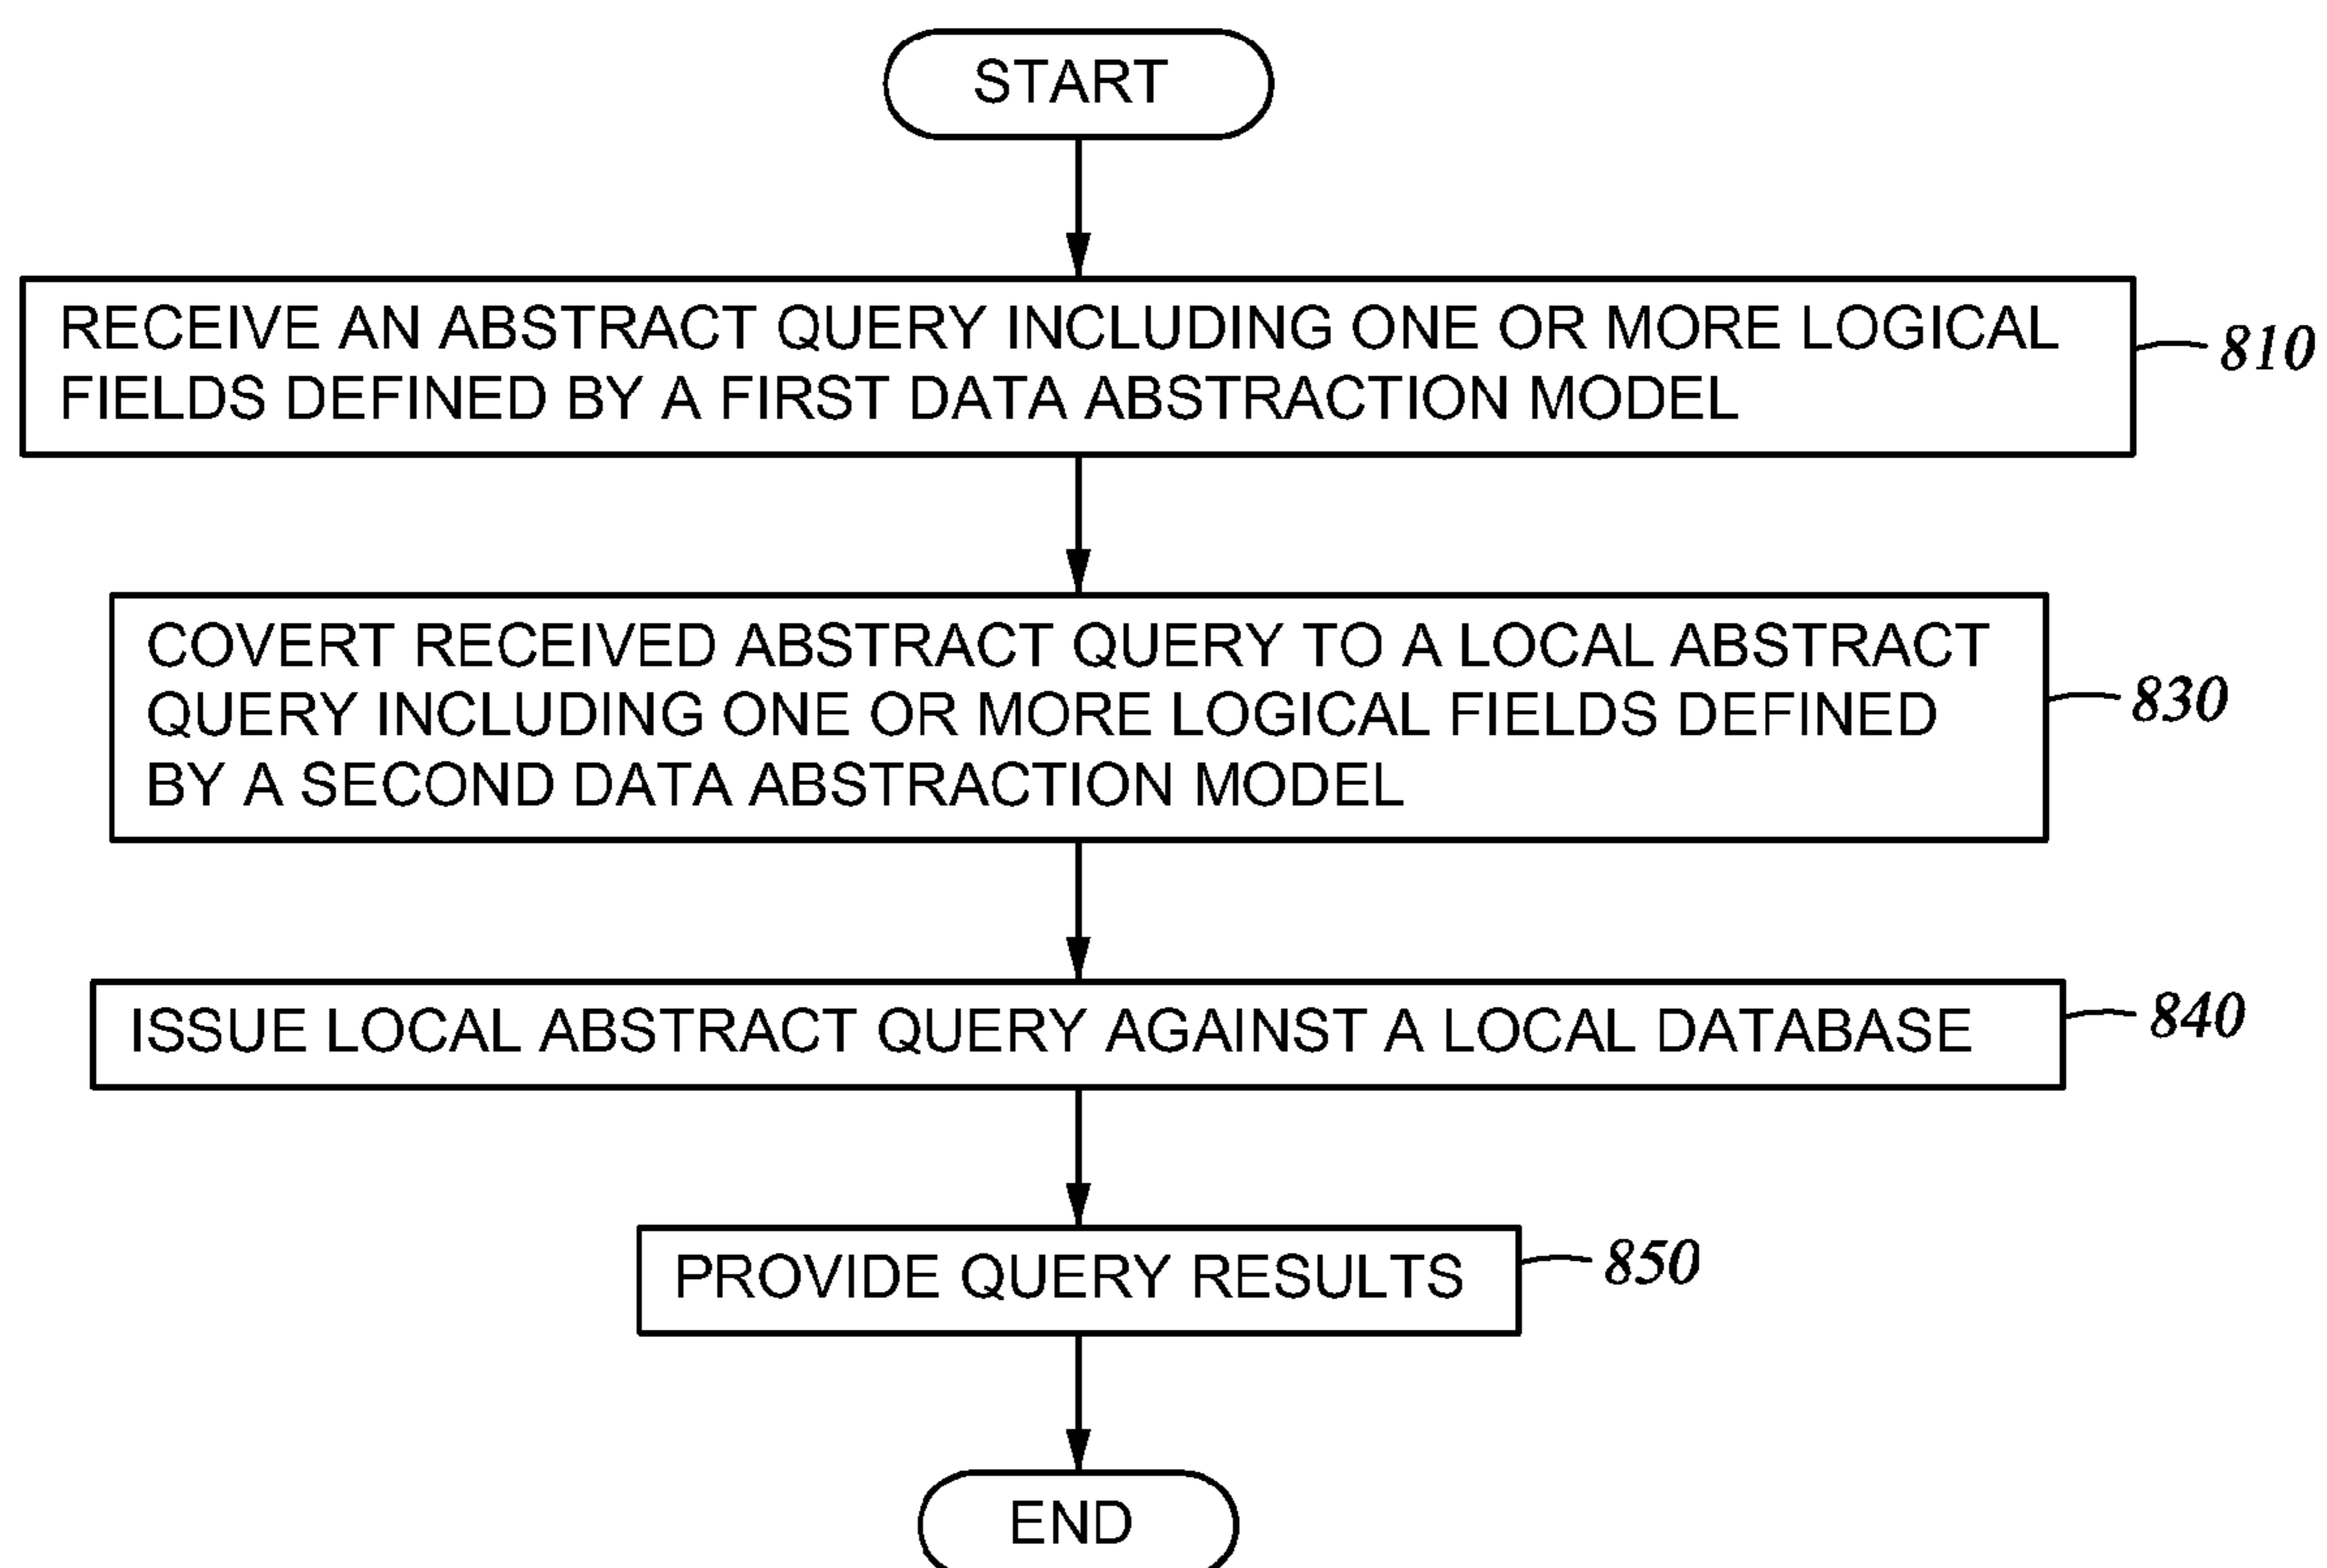 START
RECEIVE AN ABSTRACT QUERY INCLUDING ONE OR MORE LOGICAL
FIELDS DEFINED BY A FIRST DATA ABSTRACTION MODEL
810
COVERT RECEIVED ABSTRACT QUERY TO A LOCAL ABSTRACT
QUERY INCLUDING ONE OR MORE LOGICAL FIELDS DEFINED
BY A SECOND DATA ABSTRACTION MODEL
830
ISSUE LOCAL ABSTRACT QUERY AGAINST A LOCAL DATABASE
840
PROVIDE QUERY RESULTS
850
END